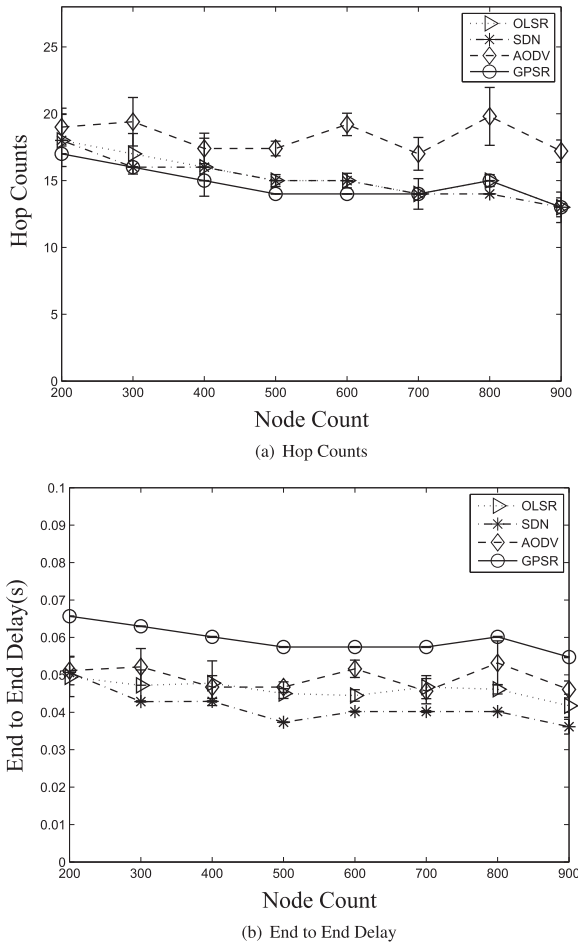 25
20
15
10
5
0
Hop Counts
OLSR
SDN
AODV
GPSR
200 300 400 500 600 700 800 900
Node Count
(a) Hop Counts
0.1
0.09
0.08
0.07
0.06
0.05
0.04
0.03
0.02
0.01
0
End to End Delay(s)
OLSR
SDN
AODV
GPSR
200 300 400 500 600 700 800 900
Node Count
(b) End to End Delay